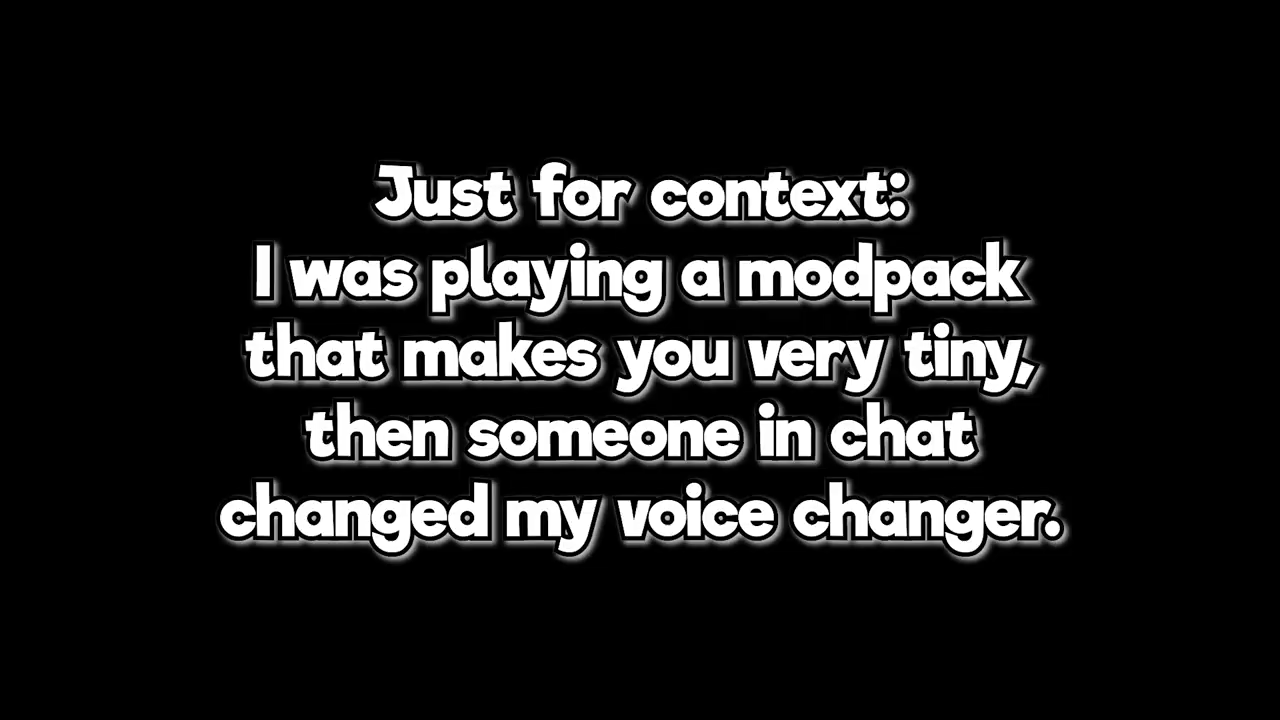 Just for context:
I was playing a modpack
that makes you very tiny,
then someone in chat
changed my voice changer.